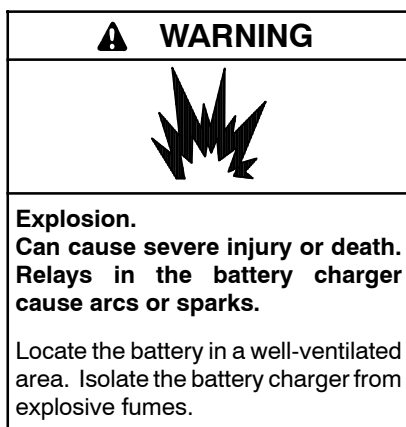 WARNING
Explosion.
Can cause severe injury or death.
Relays in the battery charger
cause arcs or sparks.
Locate the battery in a well-ventilated
area. Isolate the battery charger from
explosive fumes.